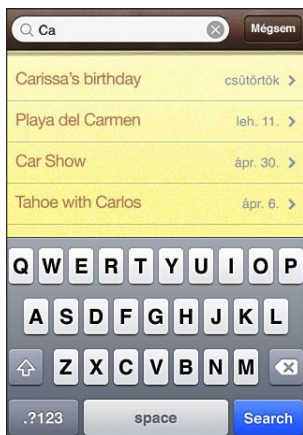 Ca
Mégsem
Carissa's birthday csütörtök
Playa del Carmen leh. 11.
Car Show ápr. 30.
Tahoe with Carlos ápr. 6.
Q W E R T Y U I O P
A S D F G H J K L
Z X C V B N M
.?123 space Search